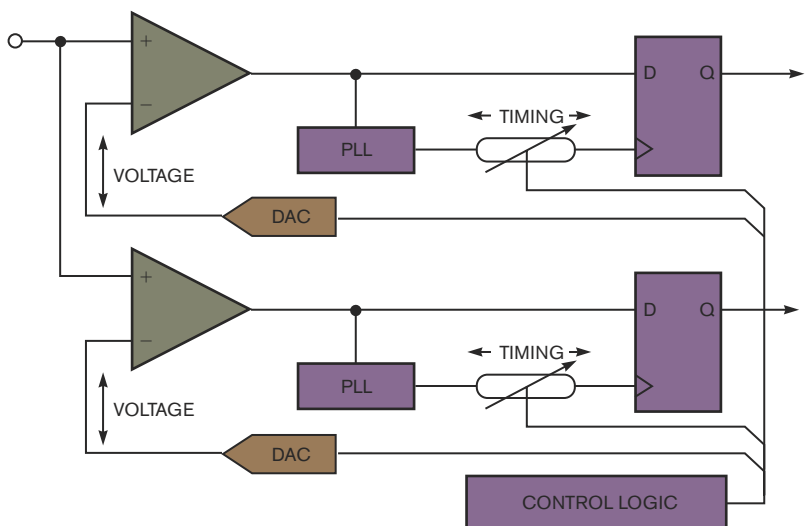 +
−
D Q
TIMING
PLL
VOLTAGE
DAC
+
−
D Q
TIMING
PLL
VOLTAGE
DAC
CONTROL LOGIC